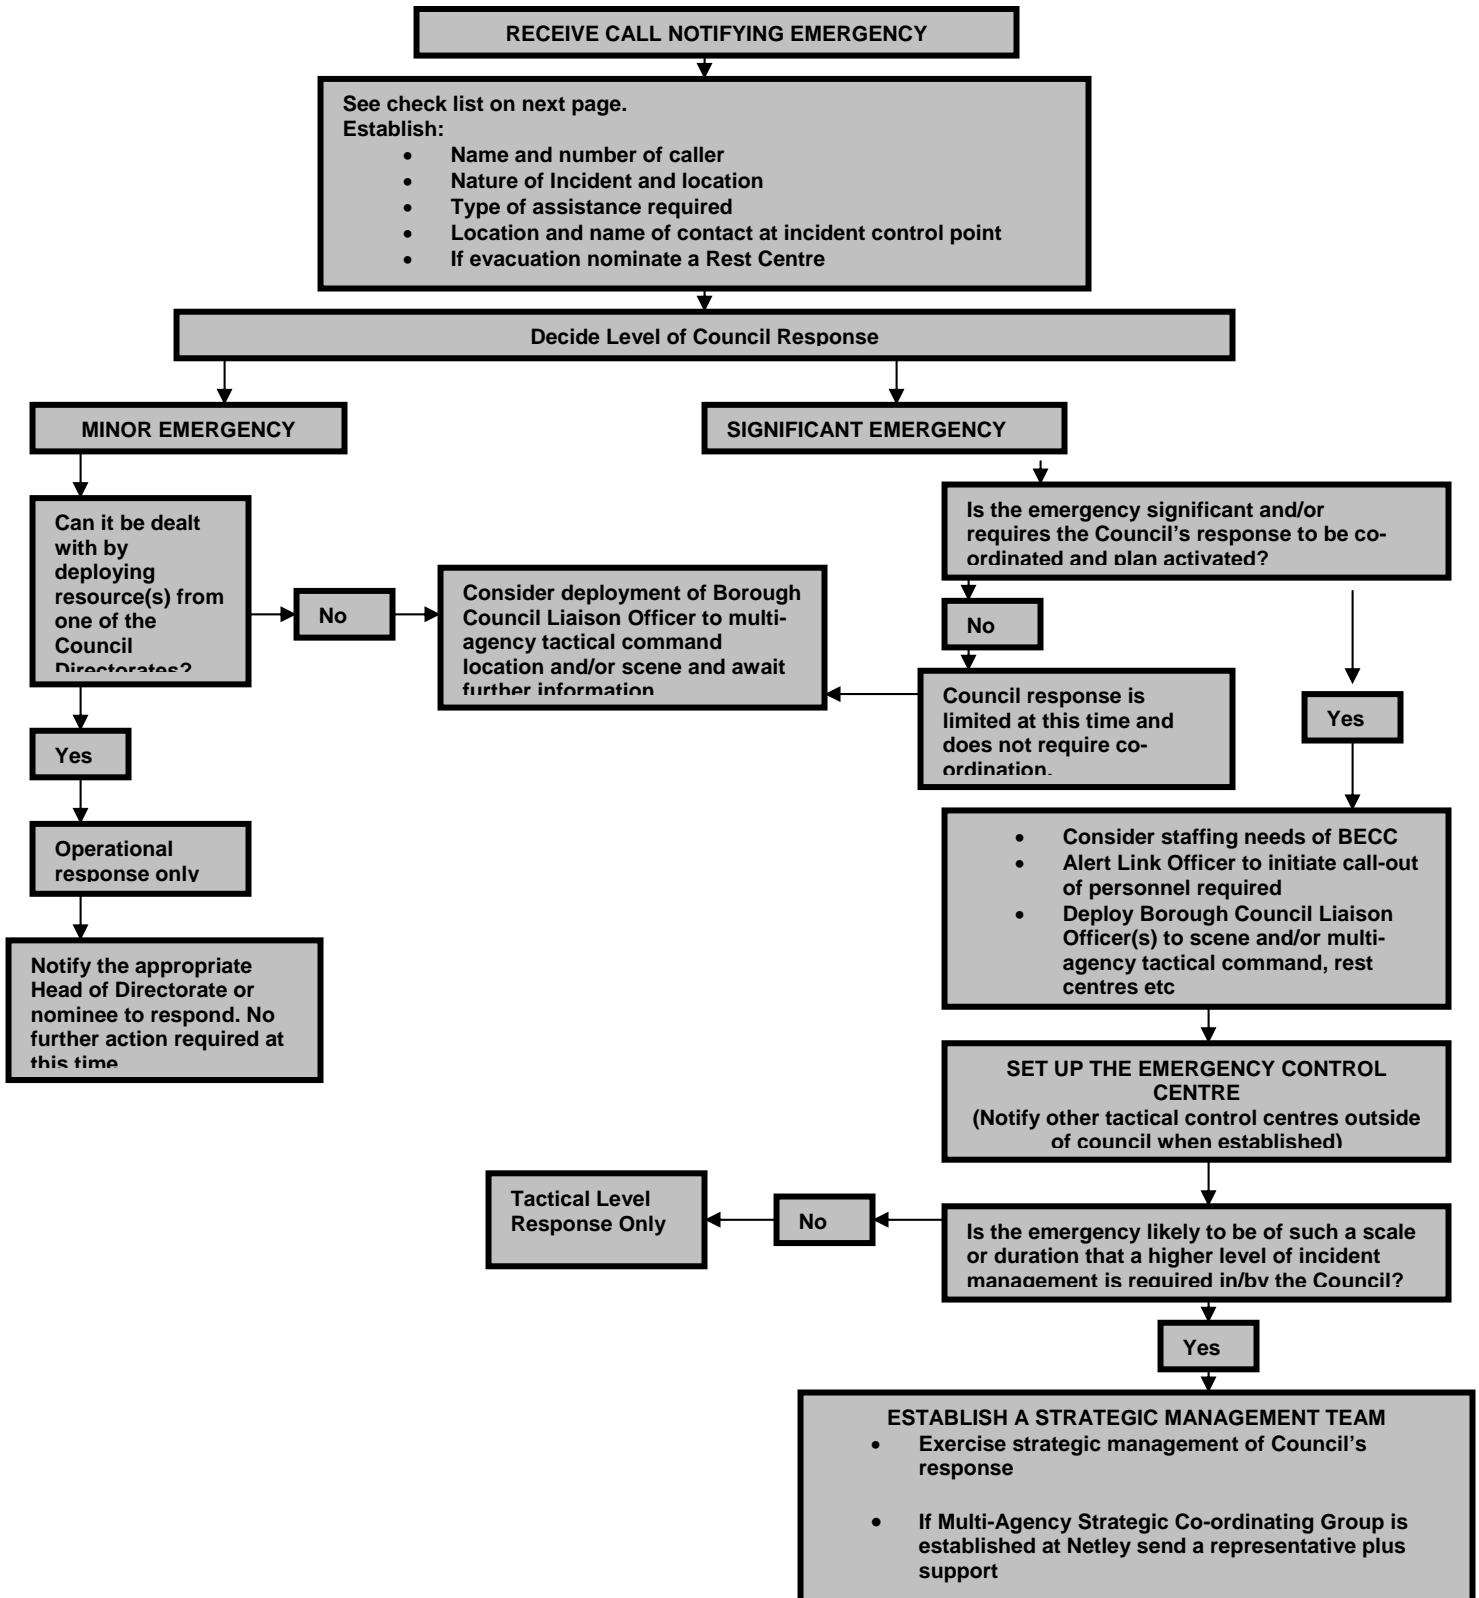 RECEIVE CALL NOTIFYING EMERGENCY
See check list on next page.
Establish:
• Name and number of caller
• Nature of Incident and location
• Type of assistance required
• Location and name of contact at incident control point
• If evacuation nominate a Rest Centre
Decide Level of Council Response
MINOR EMERGENCY
SIGNIFICANT EMERGENCY
Can it be dealt
with by
deploying
resource(s) from
one of the
Council
Directorates?
No
Consider deployment of Borough
Council Liaison Officer to multi-
agency tactical command
location and/or scene and await
further information
Is the emergency significant and/or
requires the Council’s response to be co-
ordinated and plan activated?
No
Council response is
limited at this time and
does not require co-
ordination.
Yes
Yes
Operational
response only
Notify the appropriate
Head of Directorate or
nominee to respond. No
further action required at
this time
• Consider staffing needs of BECC
• Alert Link Officer to initiate call-out
of personnel required
• Deploy Borough Council Liaison
Officer(s) to scene and/or multi-
agency tactical command, rest
centres etc
SET UP THE EMERGENCY CONTROL
CENTRE
(Notify other tactical control centres outside
of council when established)
Tactical Level
Response Only
No
Is the emergency likely to be of such a scale
or duration that a higher level of incident
management is required in/by the Council?
Yes
ESTABLISH A STRATEGIC MANAGEMENT TEAM
• Exercise strategic management of Council’s
response
• If Multi-Agency Strategic Co-ordinating Group is
established at Netley send a representative plus
support